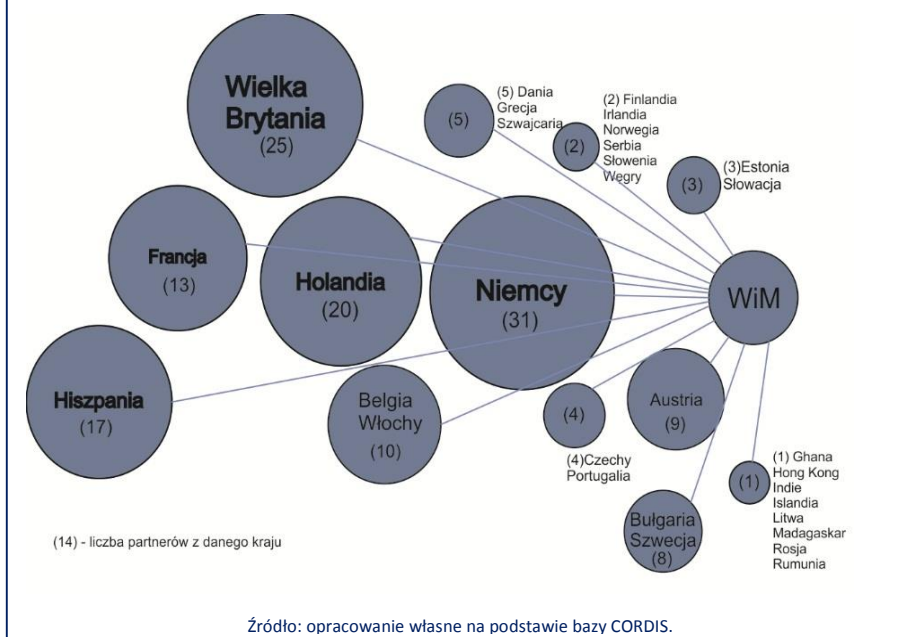 Wielka
Brytania
(25)
(5)
(5) Dania
Grecja
Szwajcaria
(2)
(2) Finlandia
Irlandia
Norwegia
Serbia
Słowenia
Węgry
(3)
(3)Estonia
Słowacja
Francja
(13)
Holandia
(20)
Niemcy
(31)
WiM
Hiszpania
(17)
Belgia
Włochy
(10)
(4)
(4)Czechy
Portugalia
Austria
(9)
Bułgaria
Szwecja
(8)
(1)
(1) Ghana
Hong Kong
Indie
Islandia
Litwa
Madagaskar
Rosja
Rumunia
(14) - liczba partnerów z danego kraju
Źródło: opracowanie własne na podstawie bazy CORDIS.